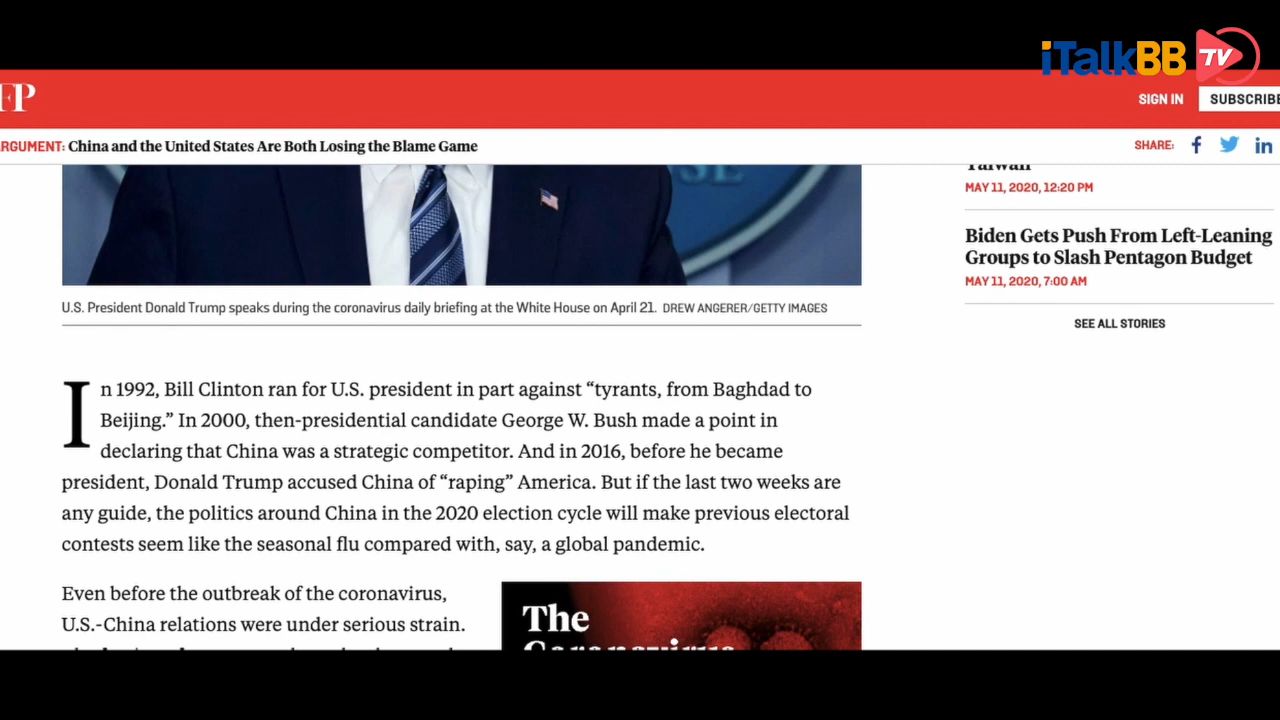 iTalkBB TV
FP
SIGN IN
SUBSCRIBE
ARGUMENT: China and the United States Are Both Losing the Blame Game
SHARE:
Taiwan
MAY 11, 2020, 12:20 PM
Biden Gets Push From Left-Leaning
Groups to Slash Pentagon Budget
MAY 11, 2020, 7:00 AM
SEE ALL STORIES
U.S. President Donald Trump speaks during the coronavirus daily briefing at the White House on April 21. DREW ANGERER/GETTY IMAGES
In 1992, Bill Clinton ran for U.S. president in part against “tyrants, from Baghdad to
Beijing.” In 2000, then-presidential candidate George W. Bush made a point in
declaring that China was a strategic competitor. And in 2016, before he became
president, Donald Trump accused China of “raping” America. But if the last two weeks are
any guide, the politics around China in the 2020 election cycle will make previous electoral
contests seem like the seasonal flu compared with, say, a global pandemic.
Even before the outbreak of the coronavirus,
U.S.-China relations were under serious strain.
The
Coronavirus